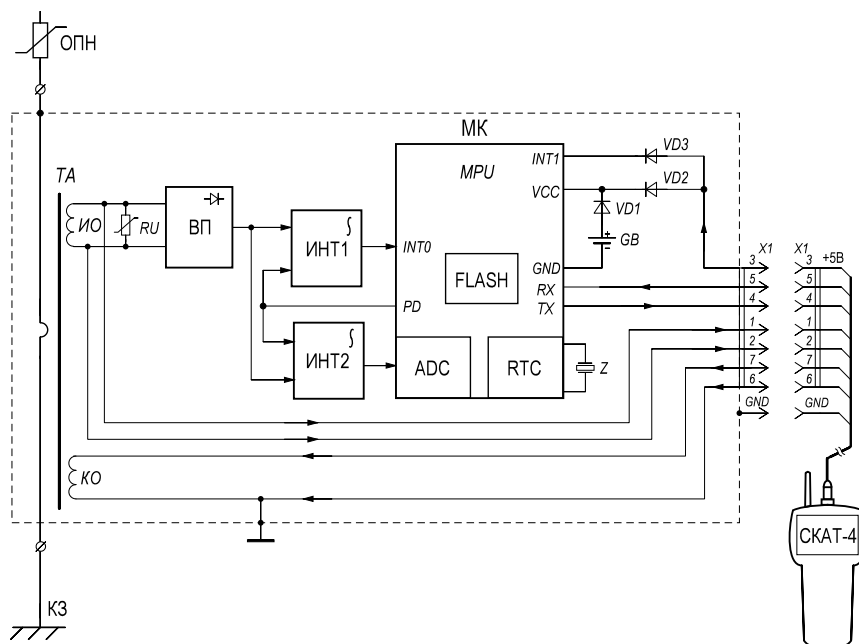 ОПН
МК
TA
MPU
INT1
VD3
VCC
VD2
ИО
RU
ВП
VD1
GB
ИНТ1
INT0
GND
FLASH
RX
TX
PD
X1
X1
3
3
+5В
5
5
4
4
1
1
2
2
7
7
6
6
GND
GND
ИНТ2
ADC
RTC
Z
КО
СКАТ-4
КЗ